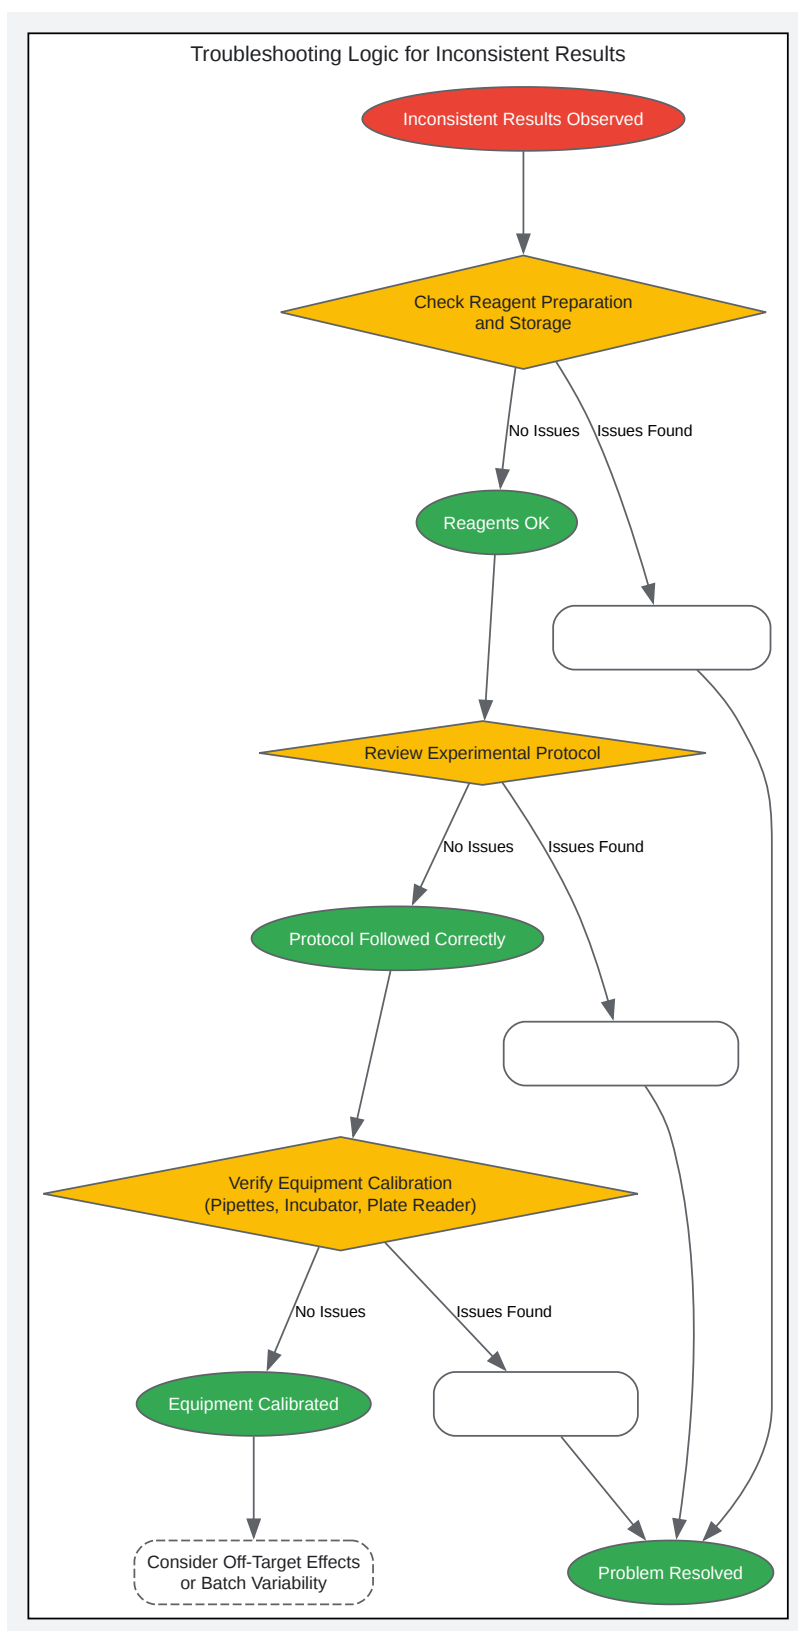 Troubleshooting Logic for Inconsistent Results
Inconsistent Results Observed
Check Reagent Preparation
and Storage
No Issues
Issues Found
Reagents OK
Review Experimental Protocol
No Issues
Issues Found
Protocol Followed Correctly
Verify Equipment Calibration
(Pipettes, Incubator, Plate Reader)
No Issues
Issues Found
Equipment Calibrated
Consider Off-Target Effects
or Batch Variability
Problem Resolved